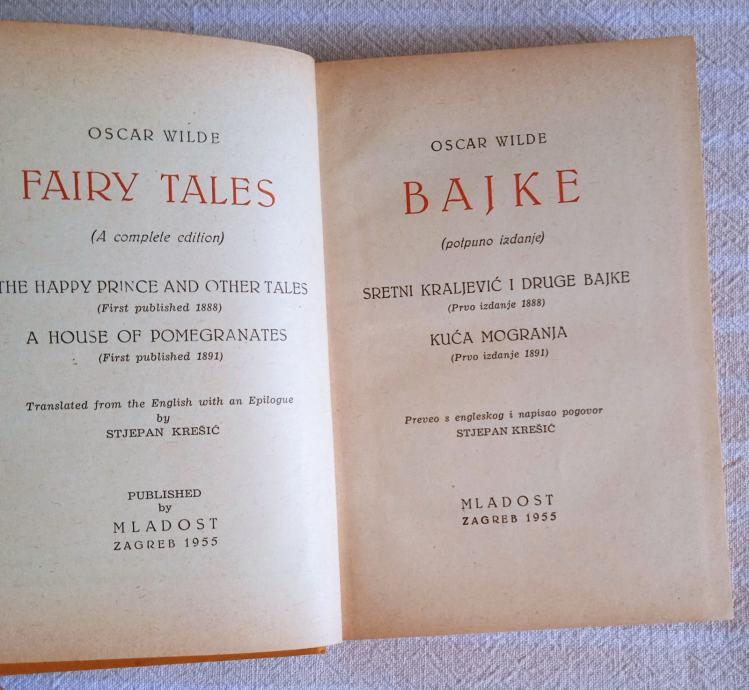 OSCAR WILDE
FAIRY TALES
(A complete edition)
THE HAPPY PRINCE AND OTHER TALES
(First published 1888)
A HOUSE OF POMEGRANATES
(First published 1891)
Translated from the English with an Epilogue
by
STJEPAN KREŠIĆ
PUBLISHED
by
MLADOST
ZAGREB 1955
OSCAR WILDE
BAJKE
(potpuno izdanje)
SRETNI KRALJEVIĆ I DRUGE BAJKE
(Prvo izdanje 1888)
KUĆA MOGRANJA
(Prvo izdanje 1891)
Preveo s engleskog i napisao pogovor
STJEPAN KREŠIĆ
MLADOST
ZAGREB 1955